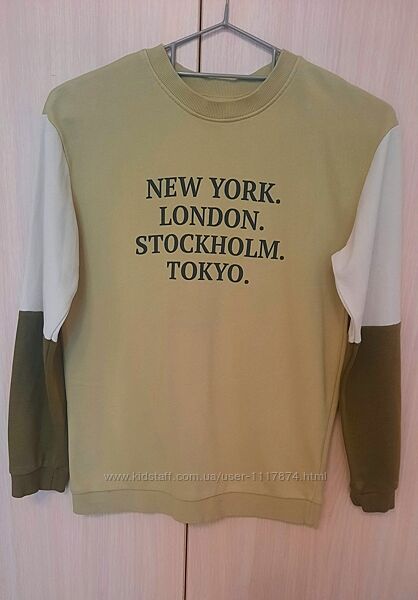 NEW YORK.
LONDON.
STOCKHOLM.
TOKYO.
www.kidstaff.com.ua/user-1117874.html